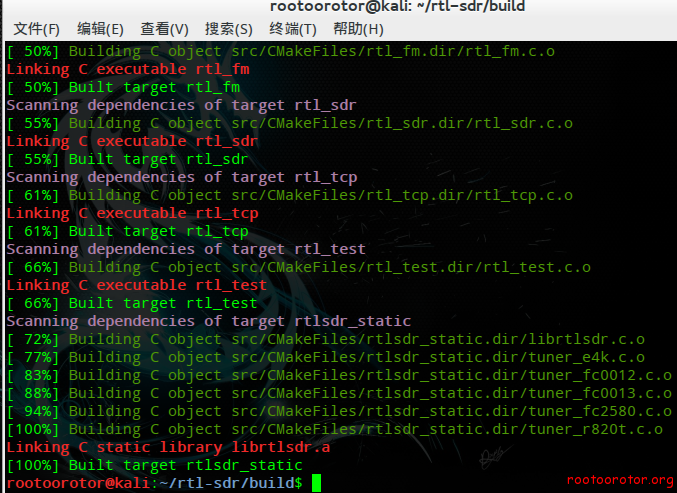 rootoorotor@kali: ~/rtl-sdr/build
文件(F) 编辑(E) 查看(V) 搜索(S) 终端(T) 帮助(H)
[ 50%] Building C object src/CMakeFiles/rtl_fm.dir/rtl_fm.c.o
Linking C executable rtl_fm
[ 50%] Built target rtl_fm
Scanning dependencies of target rtl_sdr
[ 55%] Building C object src/CMakeFiles/rtl_sdr.dir/rtl_sdr.c.o
Linking C executable rtl_sdr
[ 55%] Built target rtl_sdr
Scanning dependencies of target rtl_tcp
[ 61%] Building C object src/CMakeFiles/rtl_tcp.dir/rtl_tcp.c.o
Linking C executable rtl_tcp
[ 61%] Built target rtl_tcp
Scanning dependencies of target rtl_test
[ 66%] Building C object src/CMakeFiles/rtl_test.dir/rtl_test.c.o
Linking C executable rtl_test
[ 66%] Built target rtl_test
Scanning dependencies of target rtlsdr_static
[ 72%] Building C object src/CMakeFiles/rtlsdr_static.dir/librtlsdr.c.o
[ 77%] Building C object src/CMakeFiles/rtlsdr_static.dir/tuner_e4k.c.o
[ 83%] Building C object src/CMakeFiles/rtlsdr_static.dir/tuner_fc0012.c.o
[ 88%] Building C object src/CMakeFiles/rtlsdr_static.dir/tuner_fc0013.c.o
[ 94%] Building C object src/CMakeFiles/rtlsdr_static.dir/tuner_fc2580.c.o
[100%] Building C object src/CMakeFiles/rtlsdr_static.dir/tuner_r820t.c.o
Linking C static library librtlsdr.a
[100%] Built target rtlsdr_static
rootoorotor@kali:~/rtl-sdr/build$
rootoorotor.org